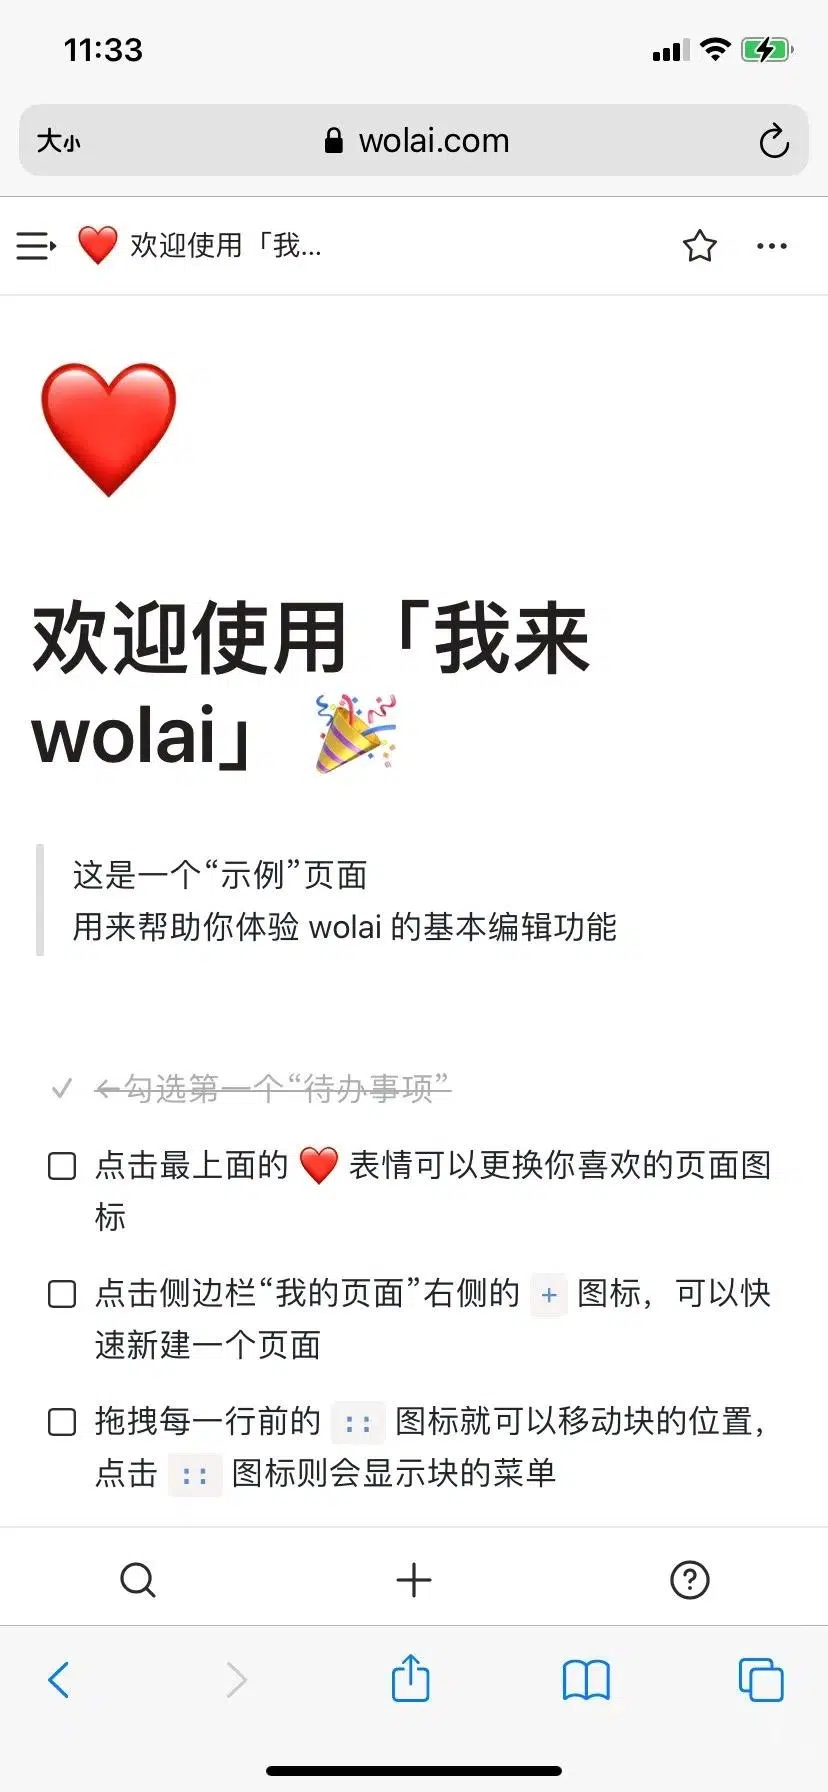 11:33
大小 wolai.com
❤️ 欢迎使用「我...
欢迎使用「我来
wolai」 🎉
这是一个“示例”页面
用来帮助你体验 wolai 的基本编辑功能
←勾选第一个“待办事项”
点击最上面的 ❤️ 表情可以更换你喜欢的页面图
标
点击侧边栏“我的页面”右侧的 + 图标，可以快
速新建一个页面
拖拽每一行前的 :: 图标就可以移动块的位置，
点击 :: 图标则会显示块的菜单